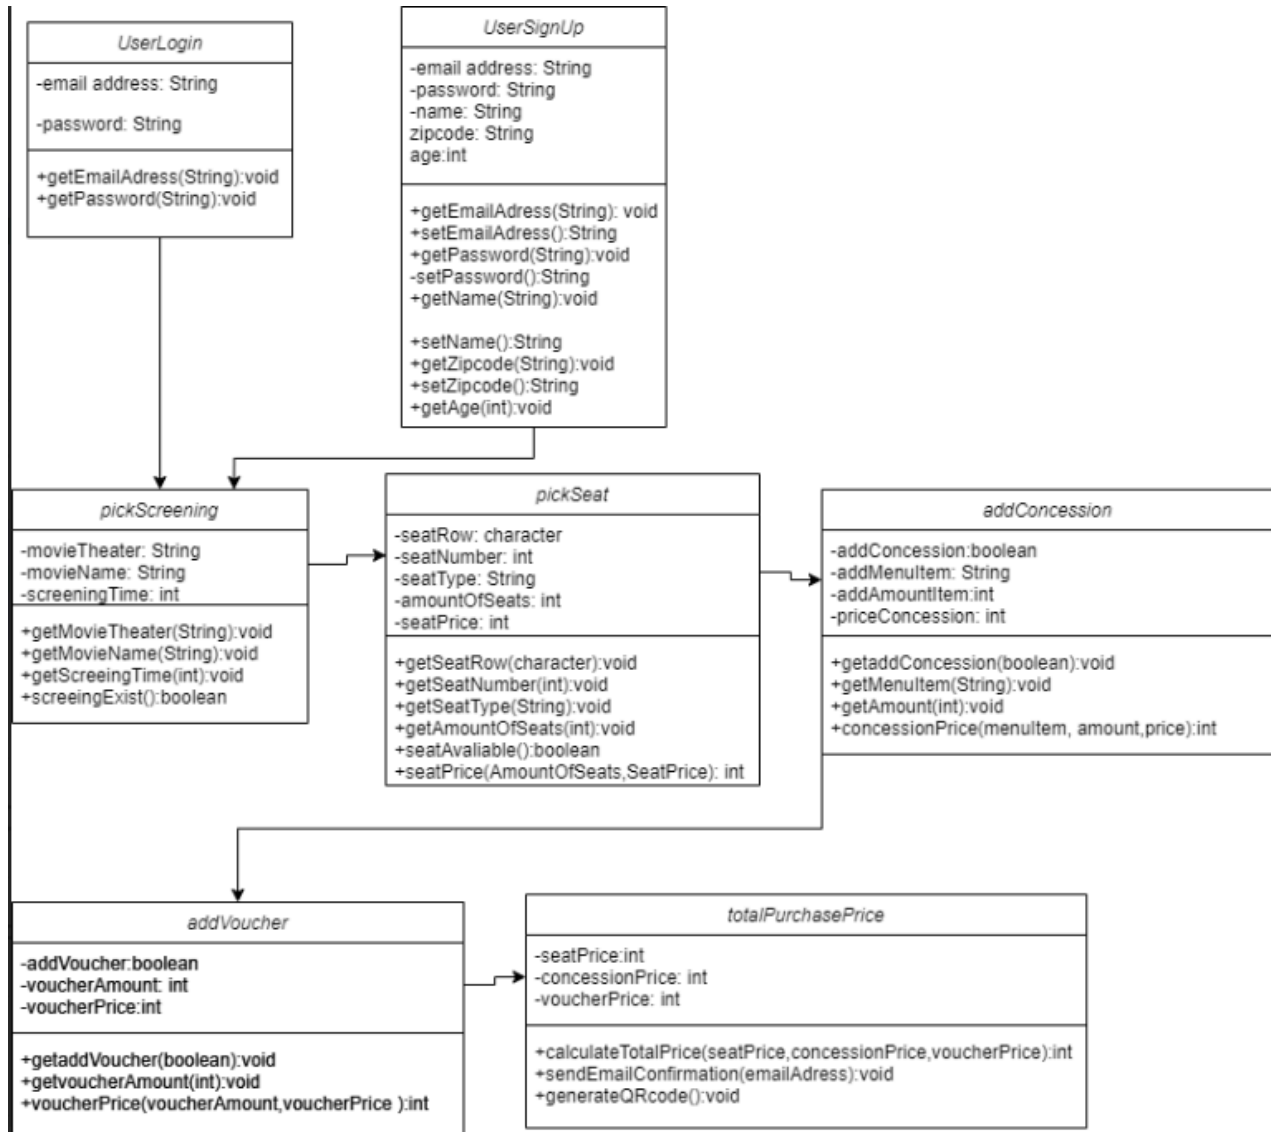 UserLogin
-email address: String
-password: String
+getEmailAdress(String):void
+getPassword(String):void
UserSignUp
-email address: String
-password: String
-name: String
zipcode: String
age:int
+getEmailAdress(String): void
+setEmailAdress():String
+getPassword(String):void
-setPassword():String
+getName(String):void
+setName():String
+getZipcode(String):void
+setZipcode():String
+getAge(int):void
pickScreening
-movieTheater: String
-movieName: String
-screeningTime: int
+getMovieTheater(String):void
+getMovieName(String):void
+getScreeingTime(int):void
+screeingExist():boolean
pickSeat
-seatRow: character
-seatNumber: int
-seatType: String
-amountOfSeats: int
-seatPrice: int
+getSeatRow(character):void
+getSeatNumber(int):void
+getSeatType(String):void
+getAmountOfSeats(int):void
+seatAvaliable():boolean
+seatPrice(AmountOfSeats,SeatPrice): int
addConcession
-addConcession:boolean
-addMenuItem: String
-addAmountItem:int
-priceConcession: int
+getaddConcession(boolean):void
+getMenuItem(String):void
+getAmount(int):void
+concessionPrice(menuItem, amount,price):int
addVoucher
-addVoucher:boolean
-voucherAmount: int
-voucherPrice:int
+getaddVoucher(boolean):void
+getvoucherAmount(int):void
+voucherPrice(voucherAmount,voucherPrice ):int
totalPurchasePrice
-seatPrice:int
-concessionPrice: int
-voucherPrice: int
+calculateTotalPrice(seatPrice,concessionPrice,voucherPrice):int
+sendEmailConfirmation(emailAdress):void
+generateQRcode():void